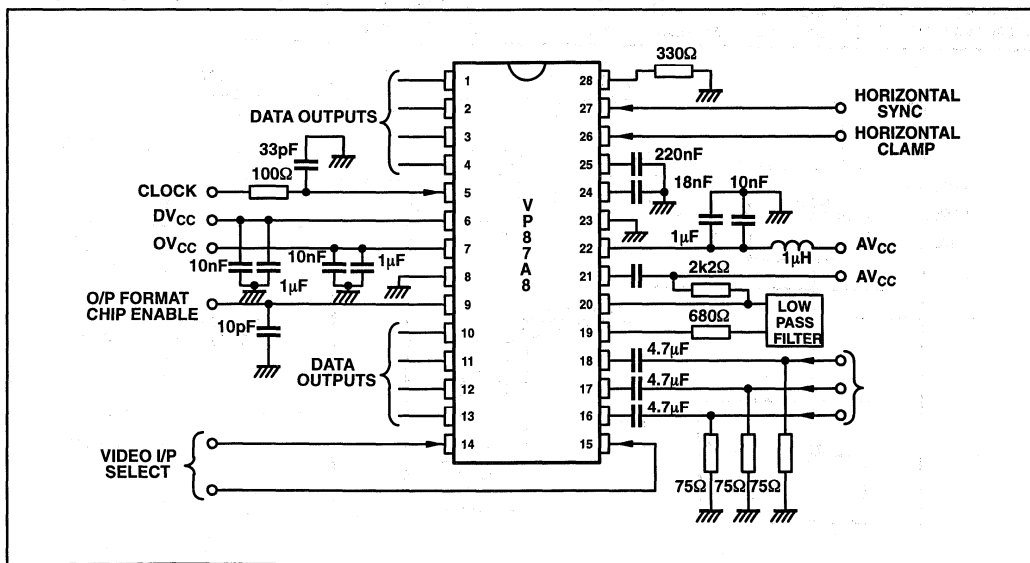 330Ω
1
28
HORIZONTAL
SYNC
2
27
DATA OUTPUTS
3
26
HORIZONTAL
CLAMP
33pF
4
25
220nF
100Ω
18nF
10nF
CLOCK
5
24
VP87A8
DVCC
6
23
OVCC
7
22
1μF
1μH
AVCC
10nF
1μF
10nF
1μF
8
21
2k2Ω
AVCC
O/P FORMAT
CHIP ENABLE
9
20
LOW
PASS
FILTER
10pF
10
19
680Ω
DATA
OUTPUTS
11
18
4.7μF
12
17
4.7μF
13
16
4.7μF
14
15
VIDEO I/P
SELECT
75Ω
75Ω
75Ω